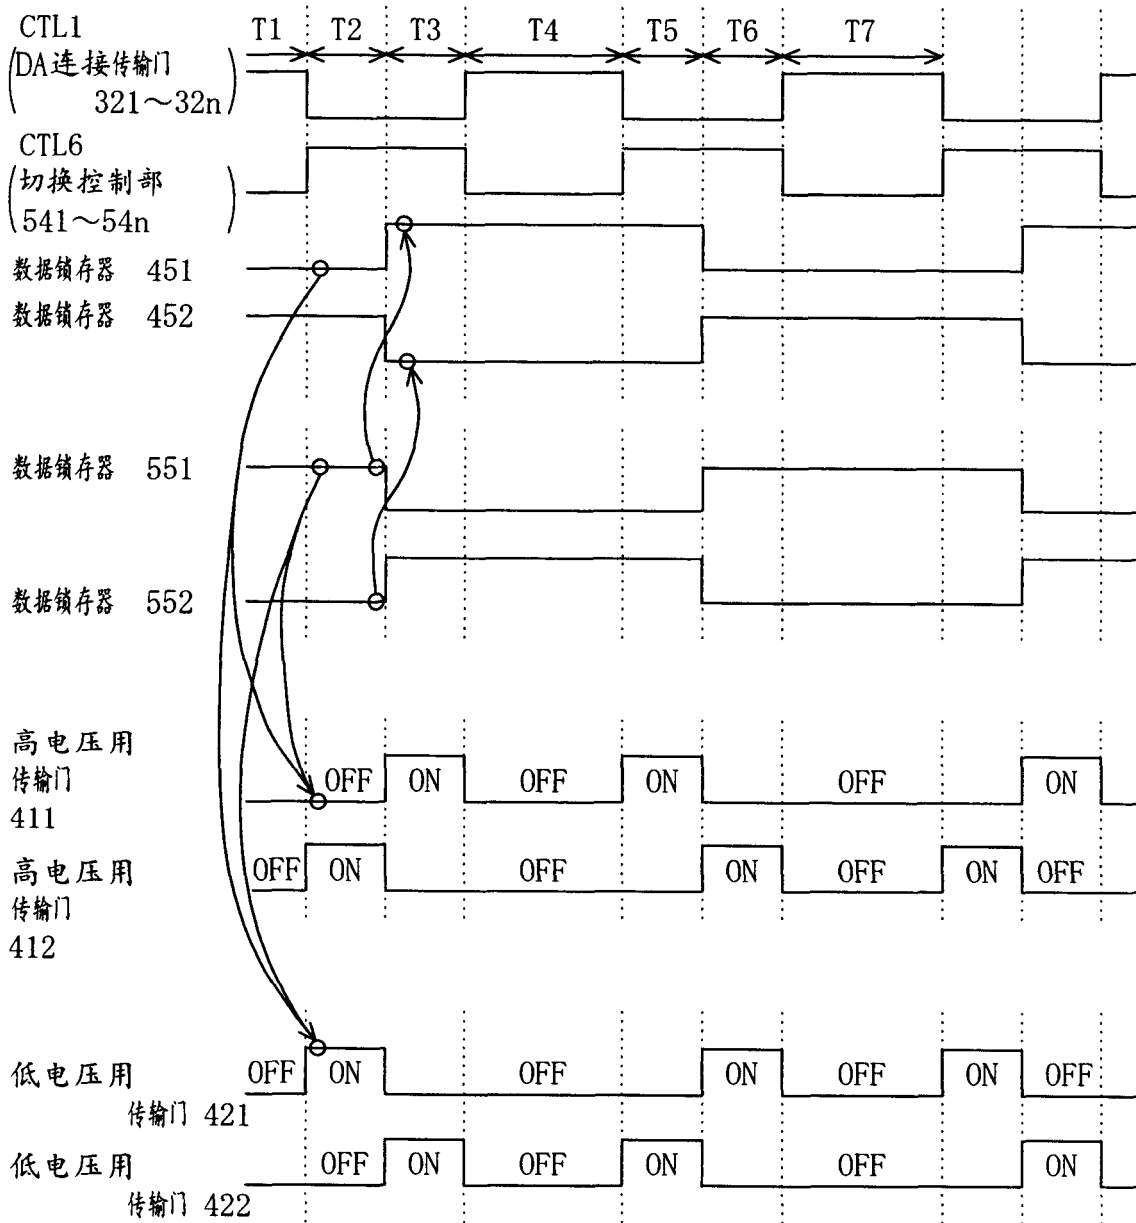 CTL1 T1 T2 T3 T4 T5 T6 T7
(DA连接传输门
321～32n)
CTL6
(切换控制部
541～54n)
数据锁存器 451
数据锁存器 452
数据锁存器 551
数据锁存器 552
高电压用
传输门 OFF ON OFF ON OFF ON
411
高电压用 OFF ON OFF ON OFF ON OFF
传输门
412
低电压用 OFF ON OFF ON OFF ON OFF
传输门 421
低电压用 OFF ON OFF ON OFF ON
传输门 422